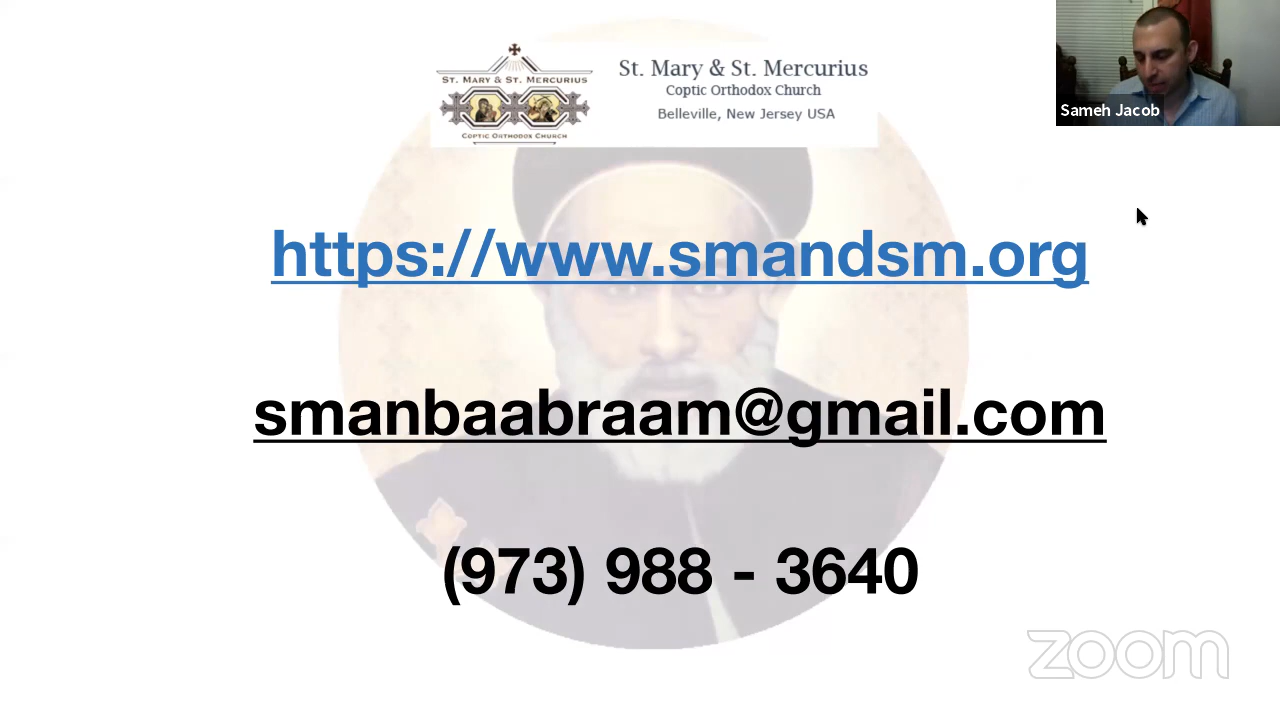 ST. MARY & ST. MERCURIUS
COPTIC ORTHODOX CHURCH
St. Mary & St. Mercurius
Coptic Orthodox Church
Belleville, New Jersey USA
Sameh Jacob
https://www.smandsm.org
smanbaabraam@gmail.com
(973) 988 - 3640
zoom